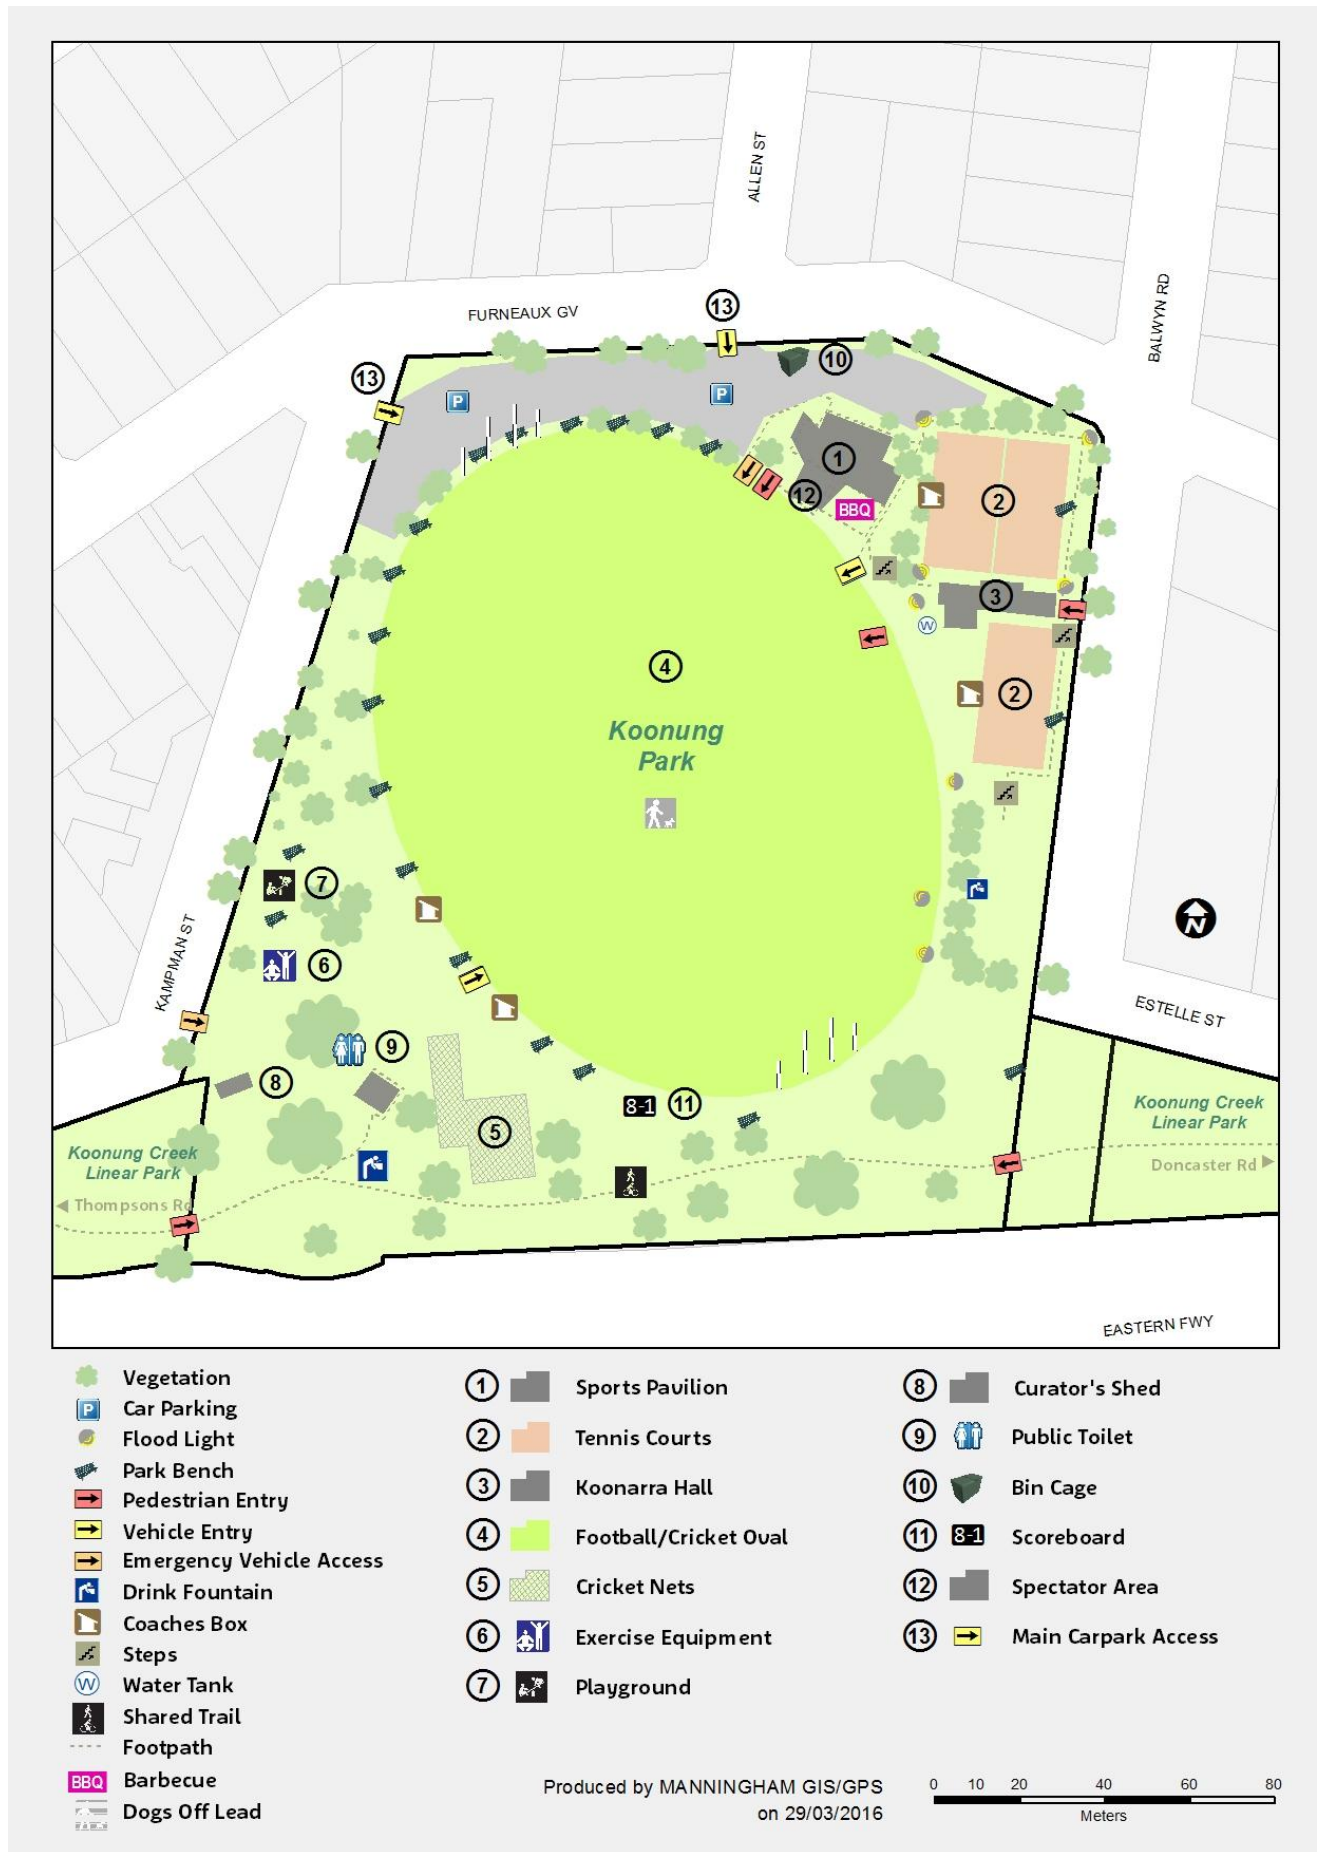 ALLEN ST
BALWYN RD
FURNEAUX GV
13
13
10
P
P
1
12
BBQ
2
3
W
4
2
Koonung
Park
7
6
KAMPMAN ST
N
ESTELLE ST
9
8
8-1
11
5
Koonung Creek
Linear Park
Koonung Creek
Linear Park
Doncaster Rd
Thompsons Rd
EASTERN FWY
Vegetation
P Car Parking
Flood Light
Park Bench
Pedestrian Entry
Vehicle Entry
Emergency Vehicle Access
Drink Fountain
Coaches Box
Steps
W Water Tank
Shared Trail
Footpath
BBQ Barbecue
Dogs Off Lead
1 Sports Pavilion
2 Tennis Courts
3 Koonarra Hall
4 Football/Cricket Oval
5 Cricket Nets
6 Exercise Equipment
7 Playground
8 Curator's Shed
9 Public Toilet
10 Bin Cage
11 8-1 Scoreboard
12 Spectator Area
13 Main Carpark Access
Produced by MANNINGHAM GIS/GPS
on 29/03/2016
0 10 20 40 60 80
Meters